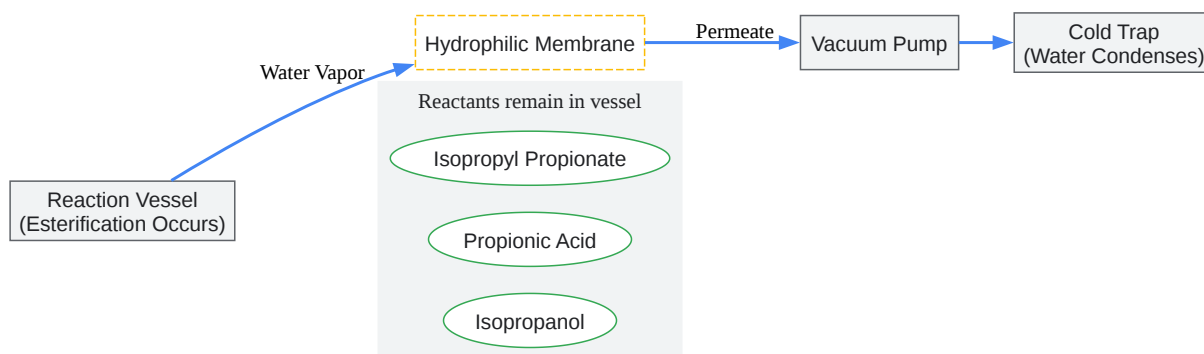 Reaction Vessel
(Esterification Occurs)
Water Vapor
Hydrophilic Membrane
Permeate
Vacuum Pump
Cold Trap
(Water Condenses)
Reactants remain in vessel
Isopropyl Propionate
Propionic Acid
Isopropanol